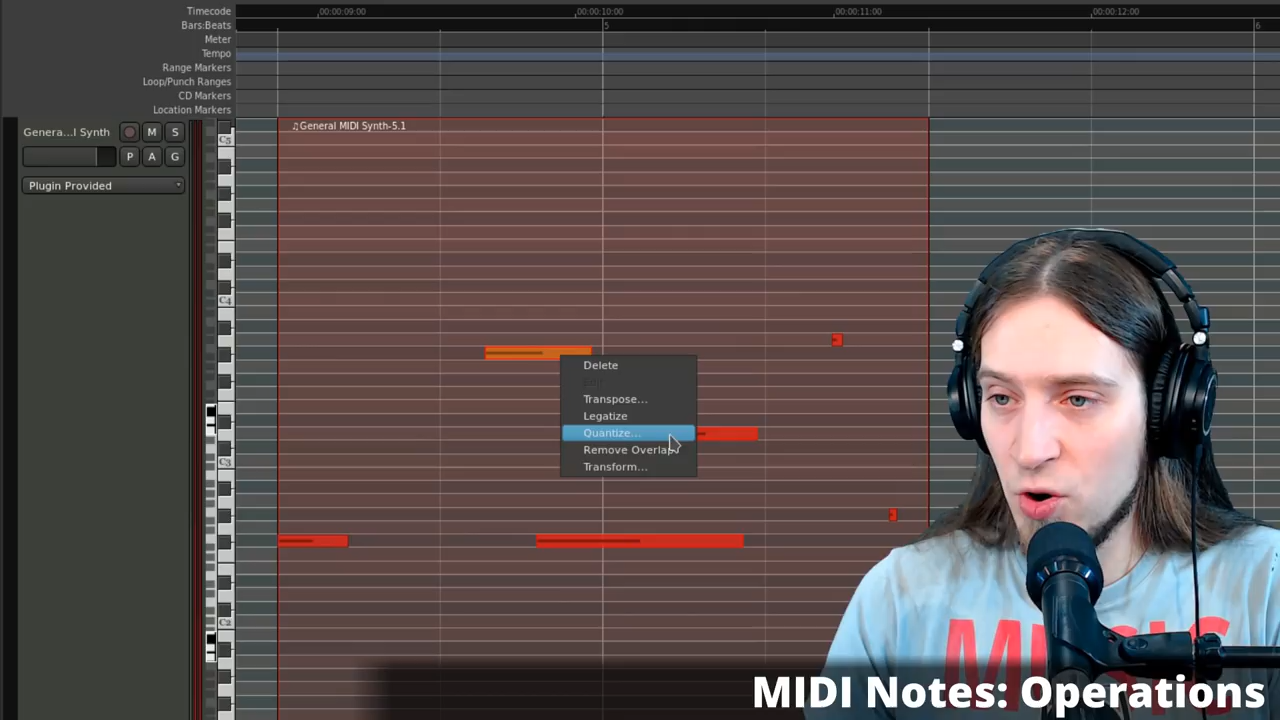 Timecode
00:00:09:00
00:00:10:00
00:00:11:00
00:00:12:00
Bars:Beats
5
6
Meter
Tempo
Range Markers
Loop/Punch Ranges
CD Markers
Location Markers
Genera...l Synth
M
S
P
A
G
Plugin Provided
♫General MIDI Synth-5.1
C5
C4
C3
C2
Delete
Edit
Transpose...
Legatize
Quantize...
Remove Overlap
Transform...
MIDI Notes: Operations